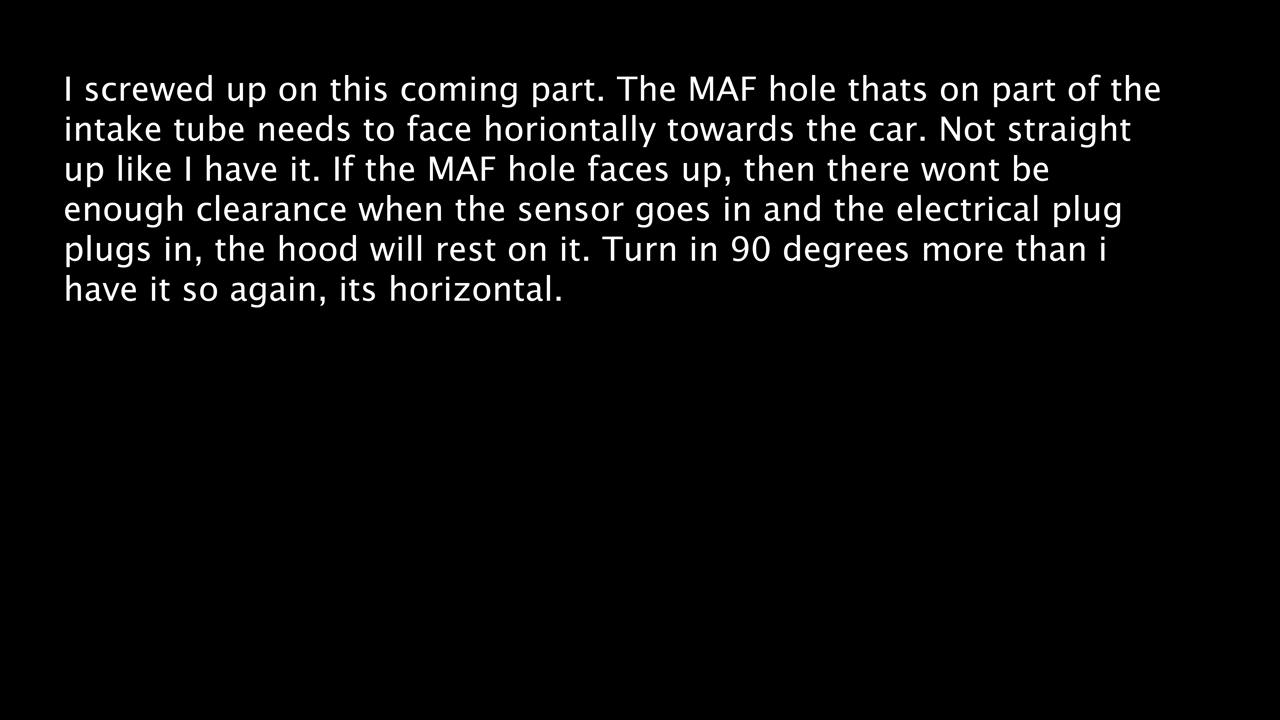 I screwed up on this coming part. The MAF hole thats on part of the
intake tube needs to face horiontally towards the car. Not straight
up like I have it. If the MAF hole faces up, then there wont be
enough clearance when the sensor goes in and the electrical plug
plugs in, the hood will rest on it. Turn in 90 degrees more than i
have it so again, its horizontal.